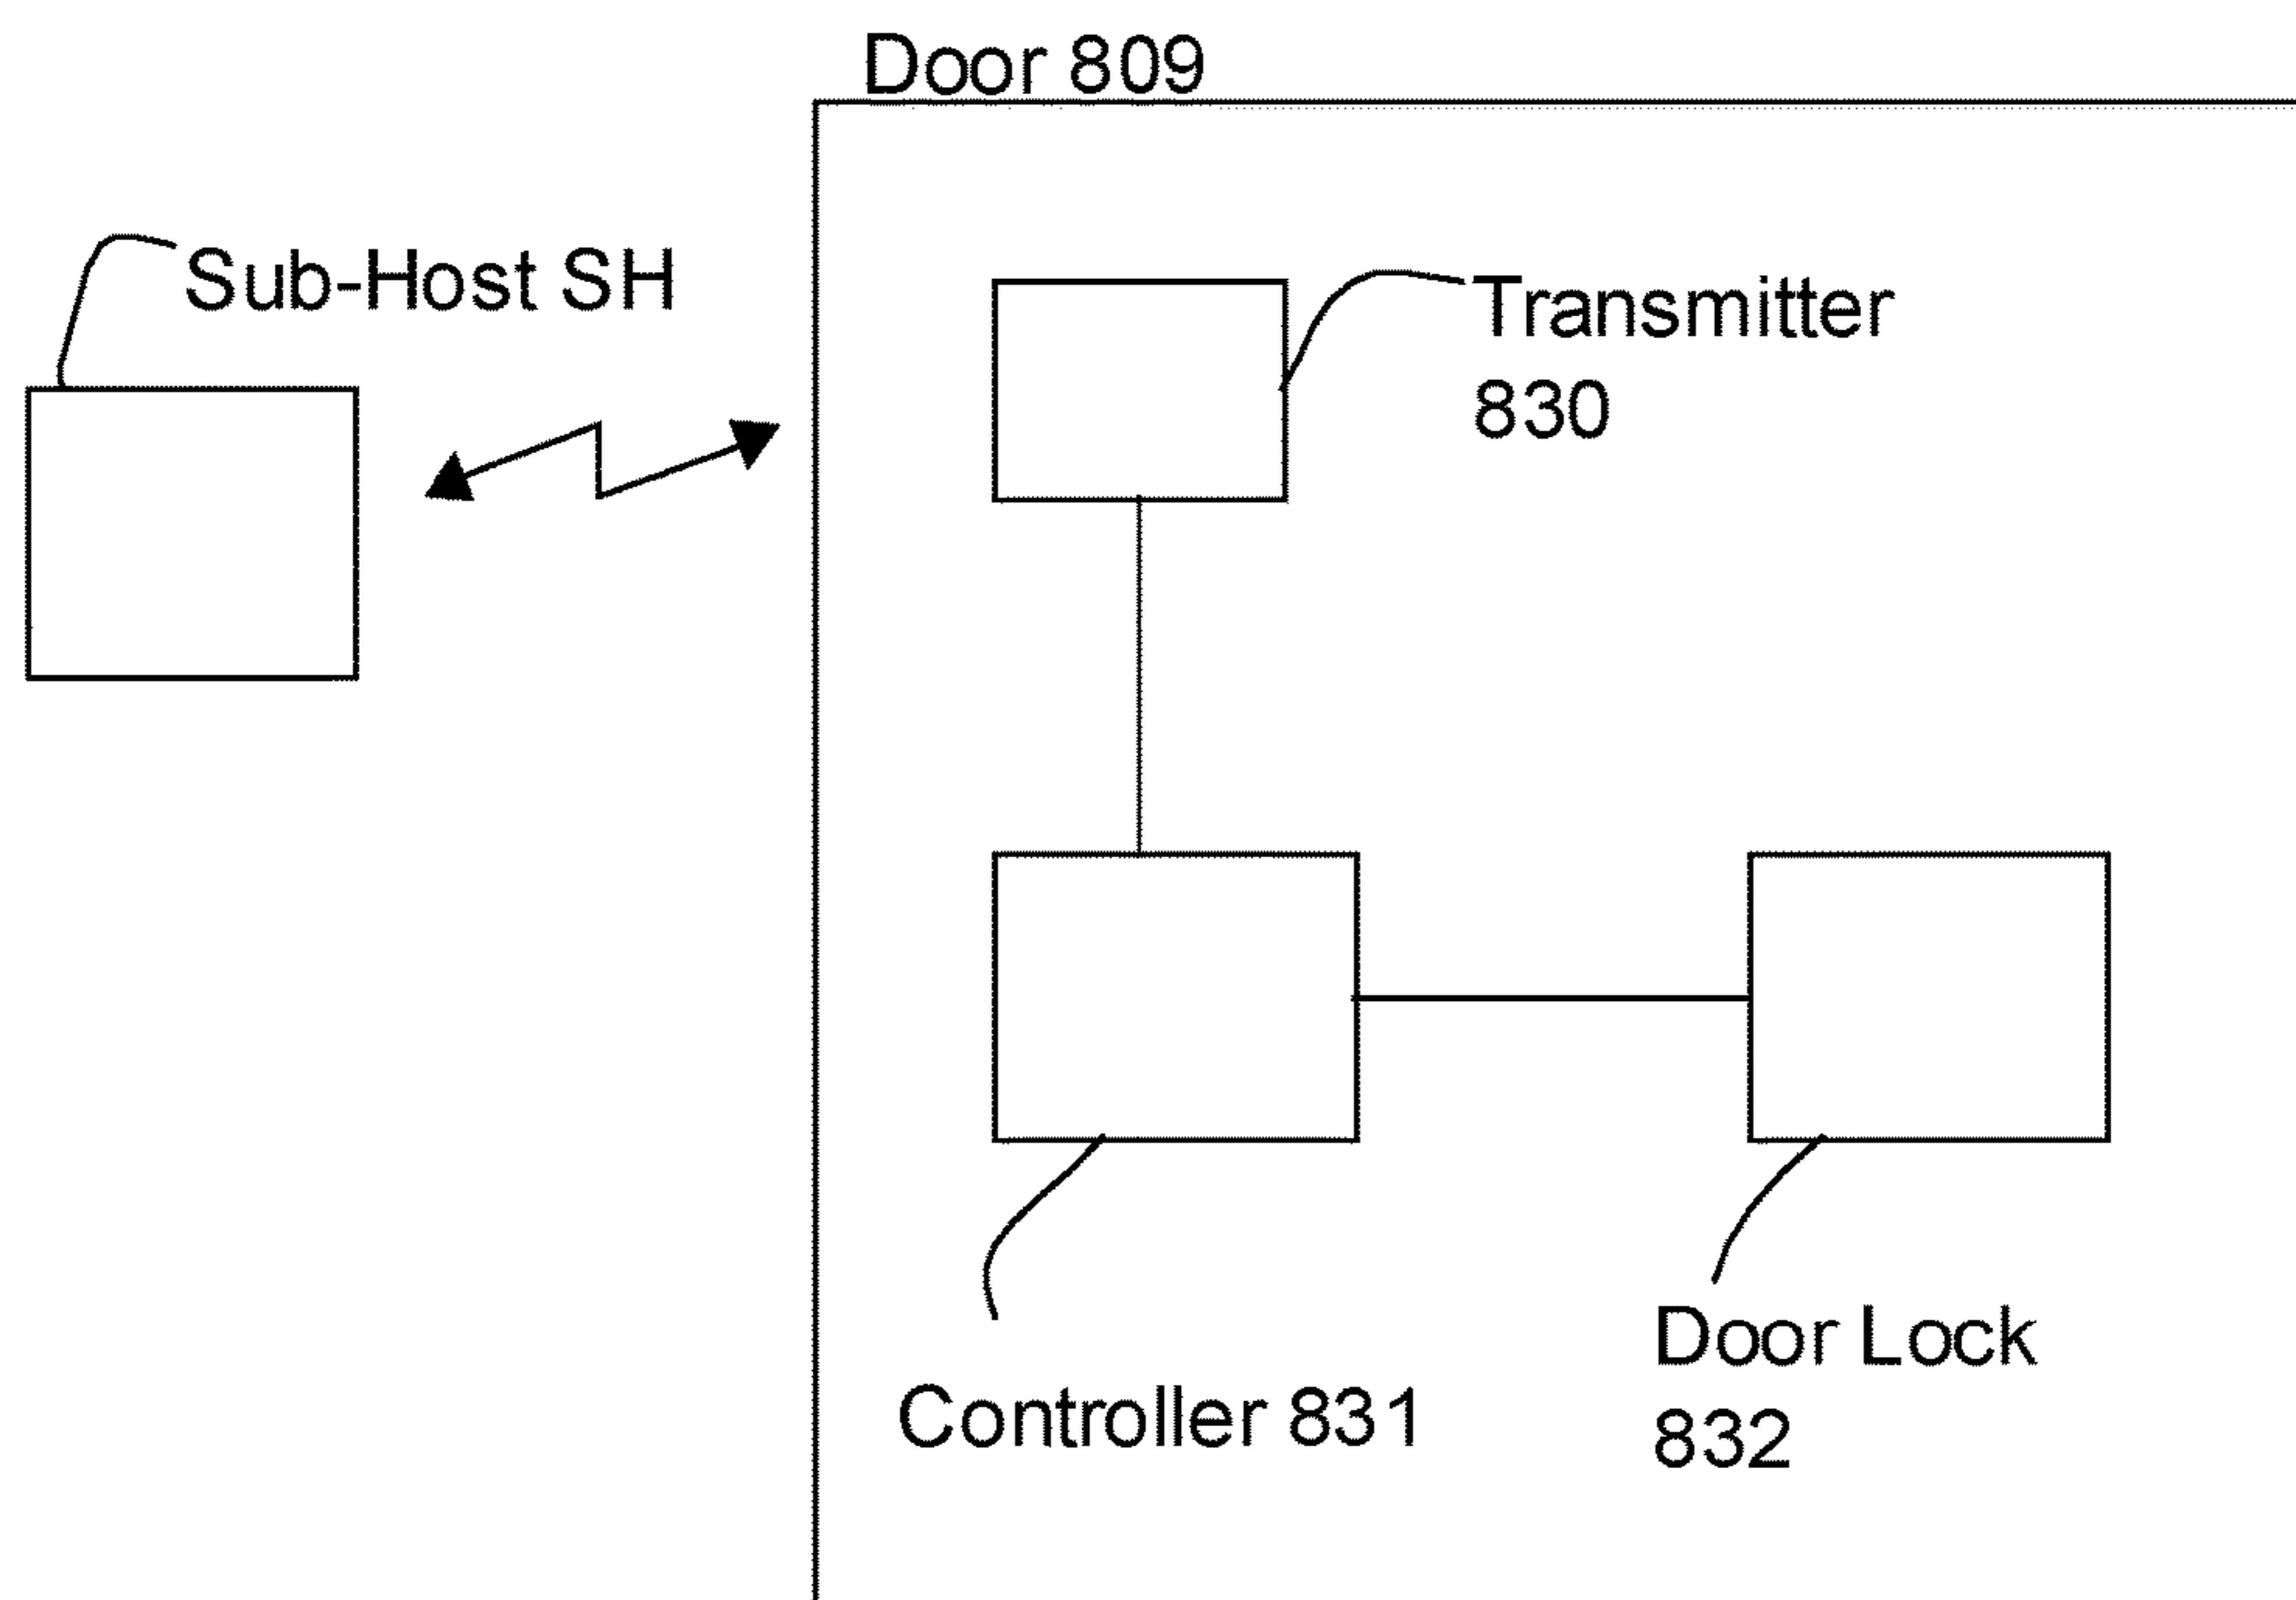 Door 809
Sub-Host SH
Transmitter
830
Controller 831
Door Lock
832